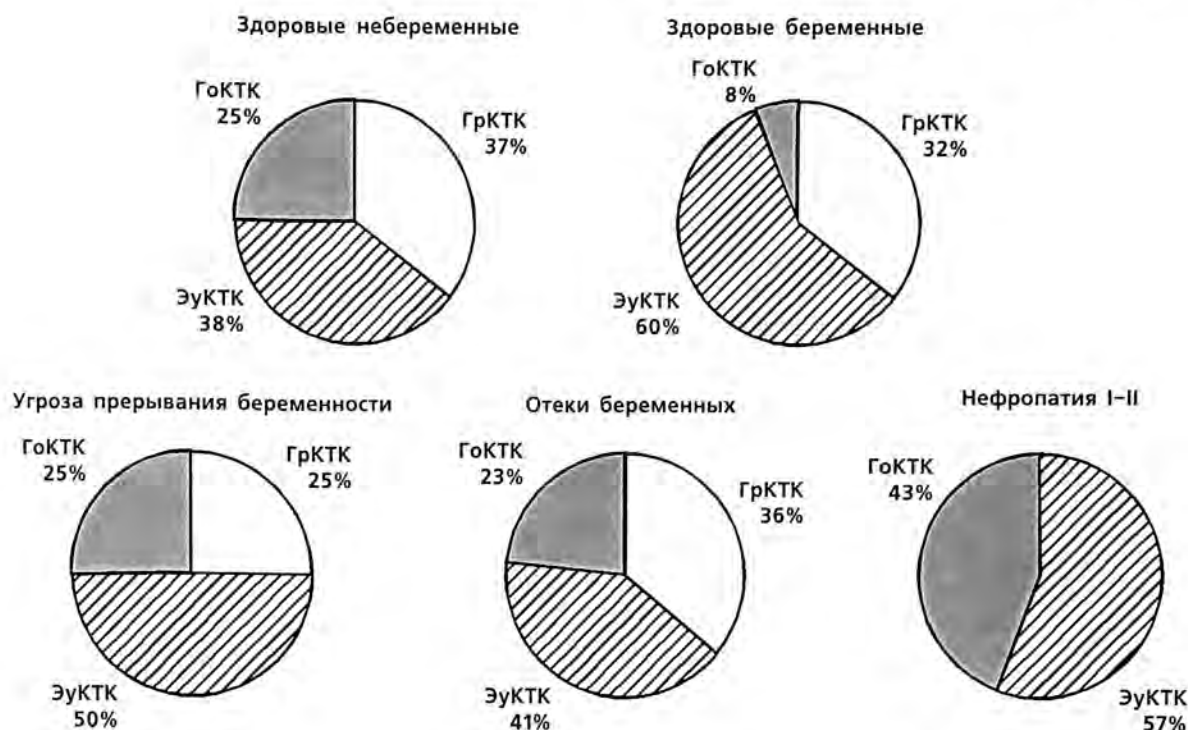 Здоровые небеременные
ГоКТК
25%
ГрКТК
37%
ЭуКТК
38%
Здоровые беременные
ГоКТК
8%
ГрКТК
32%
ЭуКТК
60%
Угроза прерывания беременности
ГоКТК
25%
ГрКТК
25%
ЭуКТК
50%
Отеки беременных
ГоКТК
23%
ГрКТК
36%
ЭуКТК
41%
Нефропатия I–II
ГоКТК
43%
ЭуКТК
57%